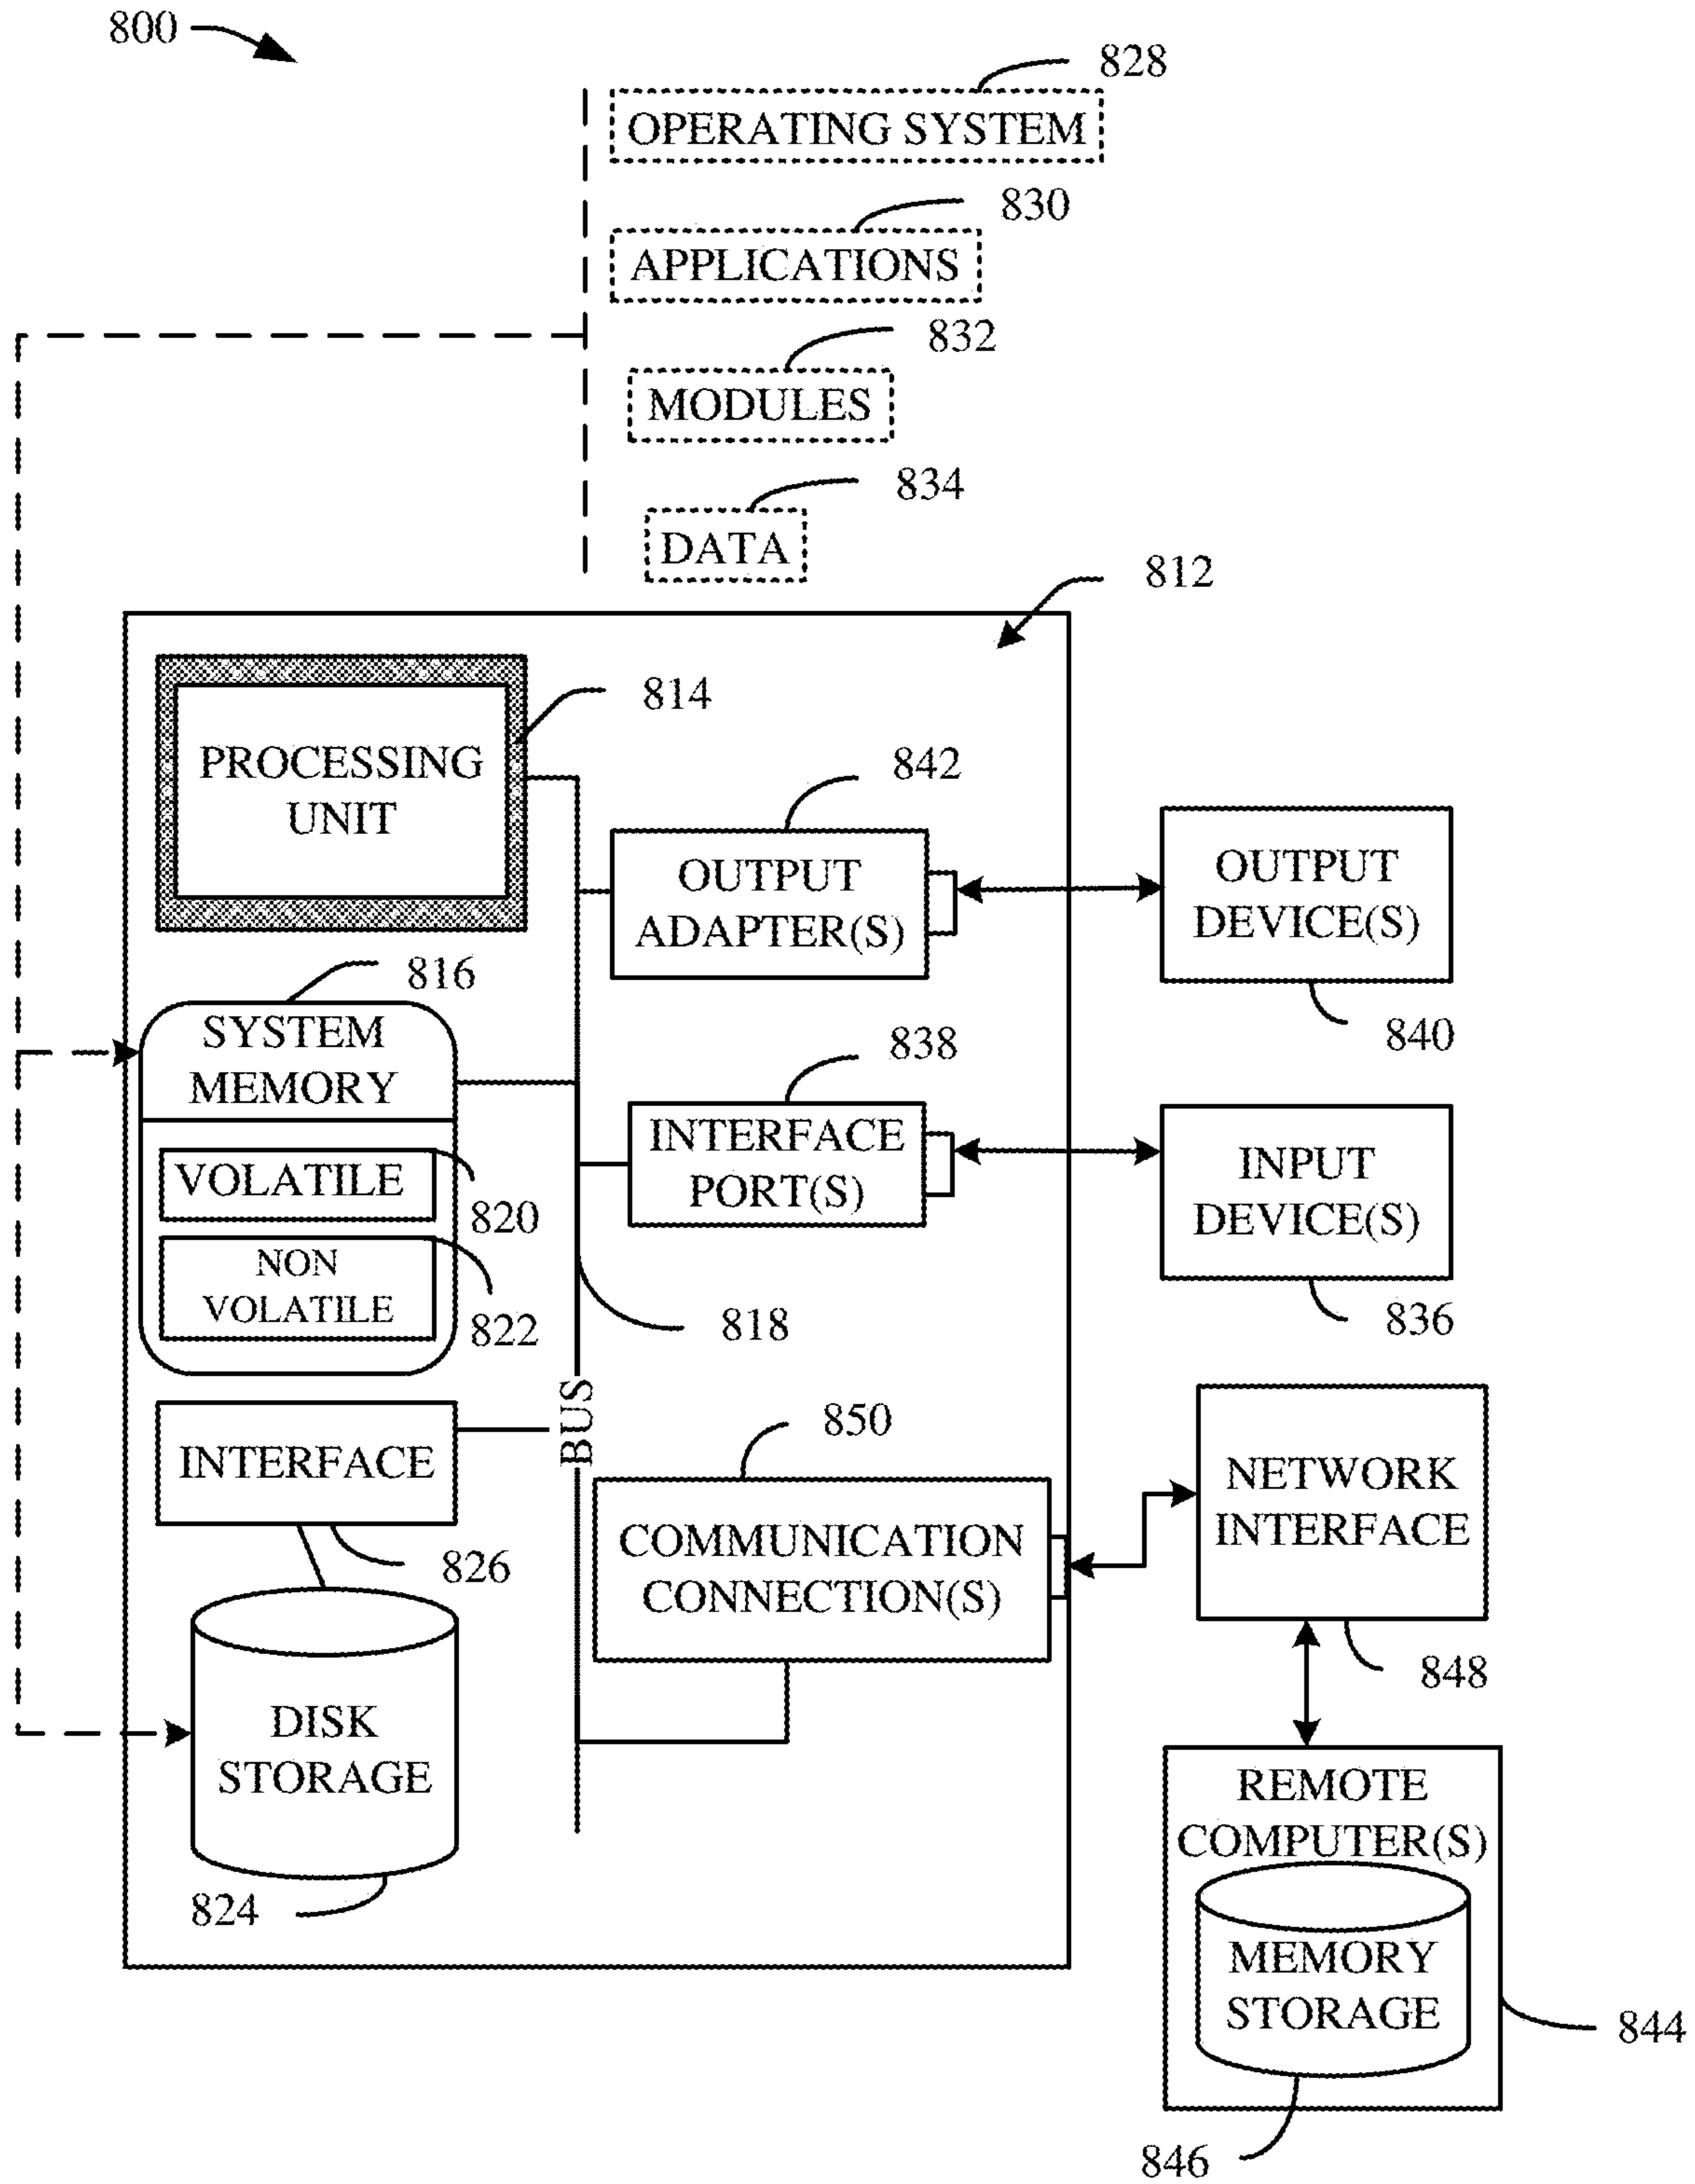 800
828
OPERATING SYSTEM
830
APPLICATIONS
832
MODULES
834
DATA
812
814
PROCESSING
UNIT
842
OUTPUT
ADAPTER(S)
OUTPUT
DEVICE(S)
840
816
SYSTEM
MEMORY
838
INTERFACE
PORT(S)
INPUT
DEVICE(S)
836
VOLATILE
820
NON
VOLATILE
822
818
BUS
INTERFACE
826
850
COMMUNICATION
CONNECTION(S)
NETWORK
INTERFACE
848
DISK
STORAGE
824
REMOTE
COMPUTER(S)
MEMORY
STORAGE
844
846